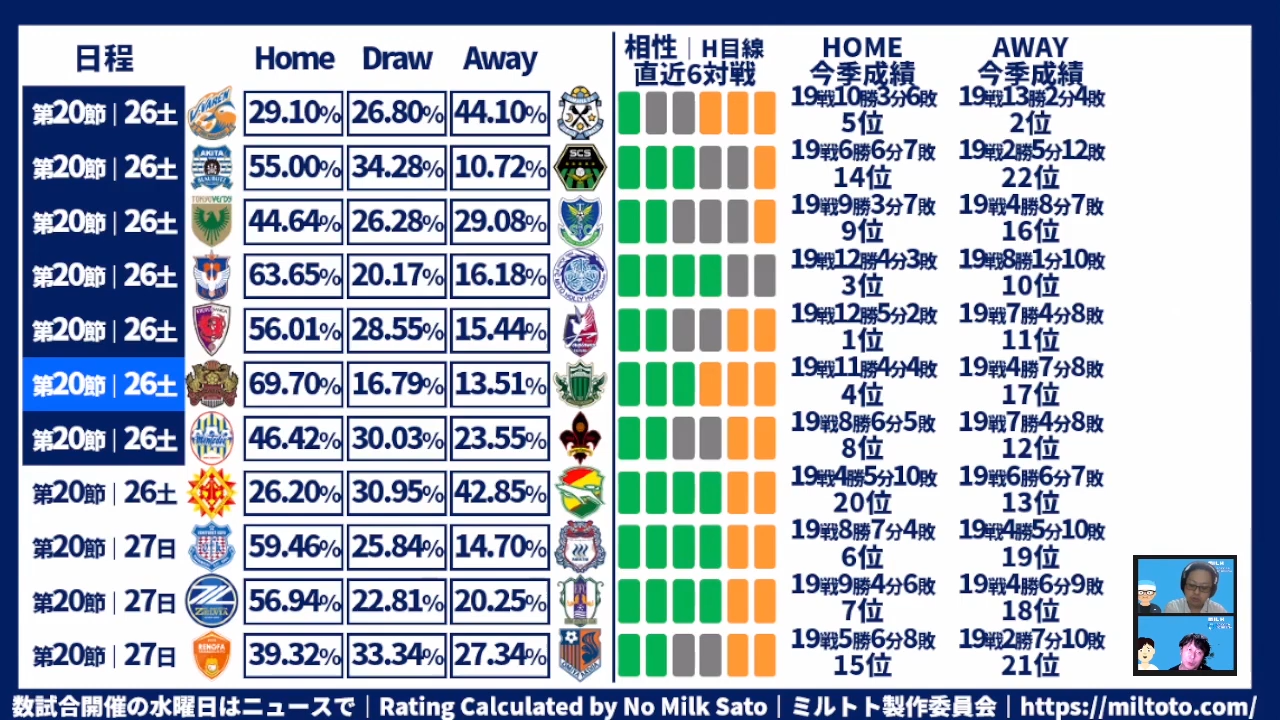 日程 Home Draw Away 相性｜H目線 直近6対戦 HOME 今季成績 AWAY 今季成績
第20節｜26土 29.10% 26.80% 44.10% 19戦10勝3分6敗 5位 19戦13勝2分4敗 2位
第20節｜26土 55.00% 34.28% 10.72% 19戦6勝6分7敗 14位 19戦2勝5分12敗 22位
第20節｜26土 44.64% 26.28% 29.08% 19戦9勝3分7敗 9位 19戦4勝8分7敗 16位
第20節｜26土 63.65% 20.17% 16.18% 19戦12勝4分3敗 3位 19戦8勝1分10敗 10位
第20節｜26土 56.01% 28.55% 15.44% 19戦12勝5分2敗 1位 19戦7勝4分8敗 11位
第20節｜26土 69.70% 16.79% 13.51% 19戦11勝4分4敗 4位 19戦4勝7分8敗 17位
第20節｜26土 46.42% 30.03% 23.55% 19戦8勝6分5敗 8位 19戦7勝4分8敗 12位
第20節｜26土 26.20% 30.95% 42.85% 19戦4勝5分10敗 20位 19戦6勝6分7敗 13位
第20節｜27日 59.46% 25.84% 14.70% 19戦8勝7分4敗 6位 19戦4勝5分10敗 19位
第20節｜27日 56.94% 22.81% 20.25% 19戦9勝4分6敗 7位 19戦4勝6分9敗 18位
第20節｜27日 39.32% 33.34% 27.34% 19戦5勝6分8敗 15位 19戦2勝7分10敗 21位
数試合開催の水曜日はニュースで｜Rating Calculated by No Milk Sato｜ミルトト製作委員会｜https://miltoto.com/